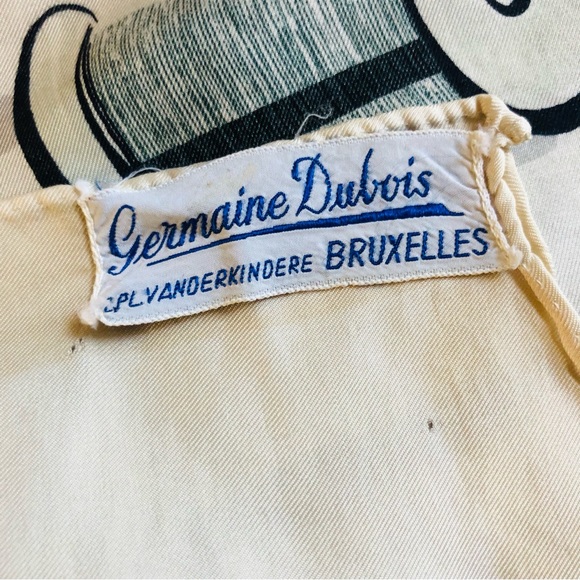 Germaine Dubois
PL.VANDERKINDERE BRUXELLES